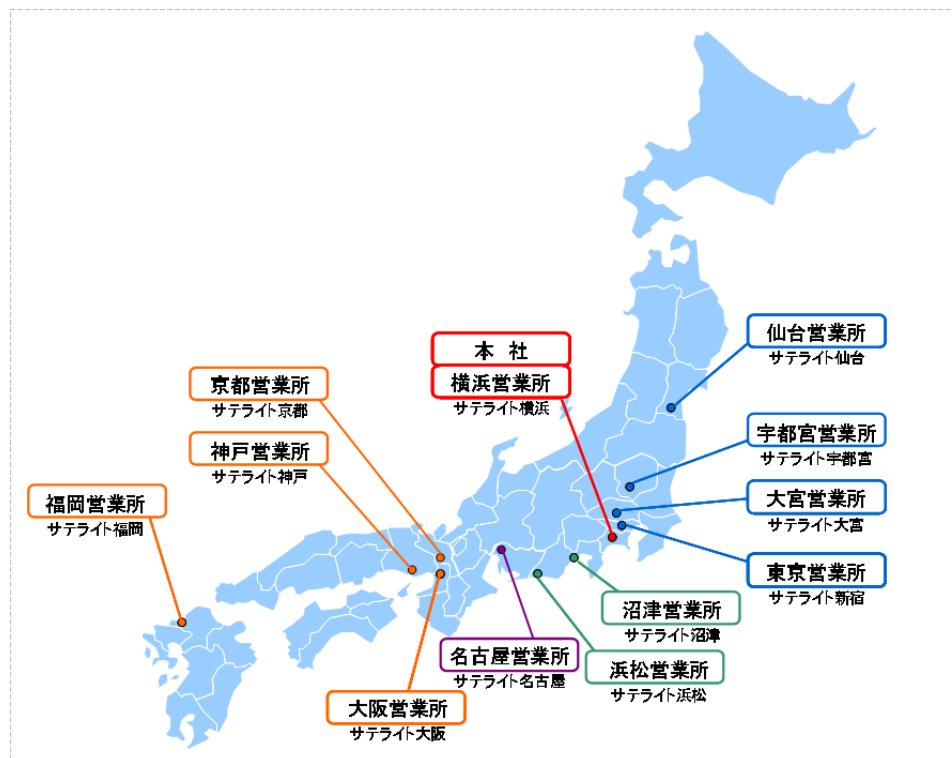 仙台営業所
サテライト仙台
本 社
横浜営業所
サテライト横浜
京都営業所
サテライト京都
宇都宮営業所
サテライト宇都宮
神戸営業所
サテライト神戸
大宮営業所
サテライト大宮
福岡営業所
サテライト福岡
東京営業所
サテライト新宿
沼津営業所
サテライト沼津
名古屋営業所
サテライト名古屋
浜松営業所
サテライト浜松
大阪営業所
サテライト大阪